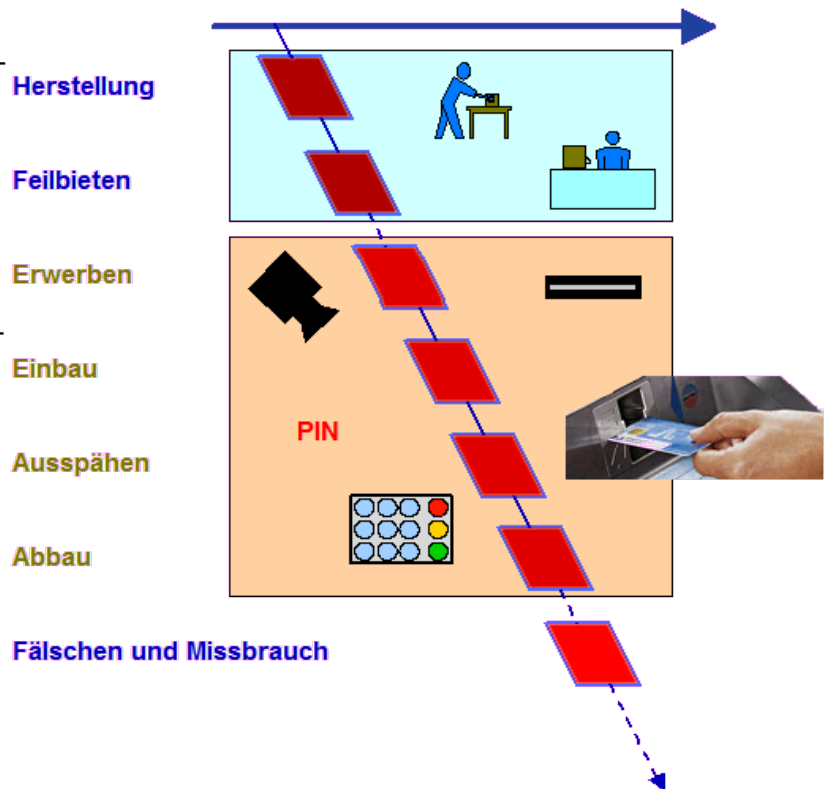 Herstellung
Feilbieten
Erwerben
Einbau
PIN
Ausspähen
Abbau
Fälschen und Missbrauch